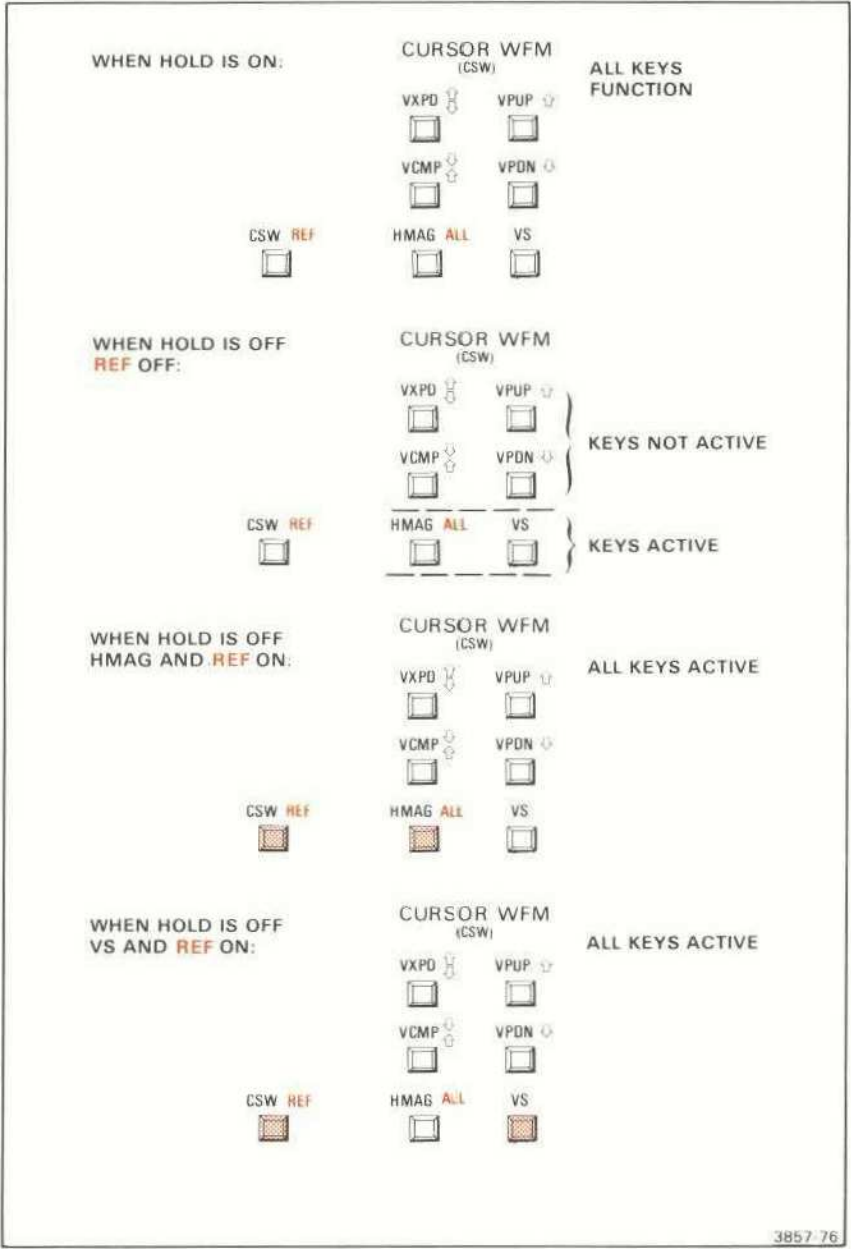 WHEN HOLD IS ON:
CURSOR WFM
(CSW)
ALL KEYS
FUNCTION
VXPD
VPUP
VCMP
VPDN
CSW REF
HMAG ALL
VS
WHEN HOLD IS OFF
REF OFF:
CURSOR WFM
(CSW)
VXPD
VPUP
KEYS NOT ACTIVE
VCMP
VPDN
CSW REF
HMAG ALL
VS
KEYS ACTIVE
WHEN HOLD IS OFF
HMAG AND REF ON:
CURSOR WFM
(CSW)
ALL KEYS ACTIVE
VXPD
VPUP
VCMP
VPDN
CSW REF
HMAG ALL
VS
WHEN HOLD IS OFF
VS AND REF ON:
CURSOR WFM
(CSW)
ALL KEYS ACTIVE
VXPD
VPUP
VCMP
VPDN
CSW REF
HMAG ALL
VS
3857-76